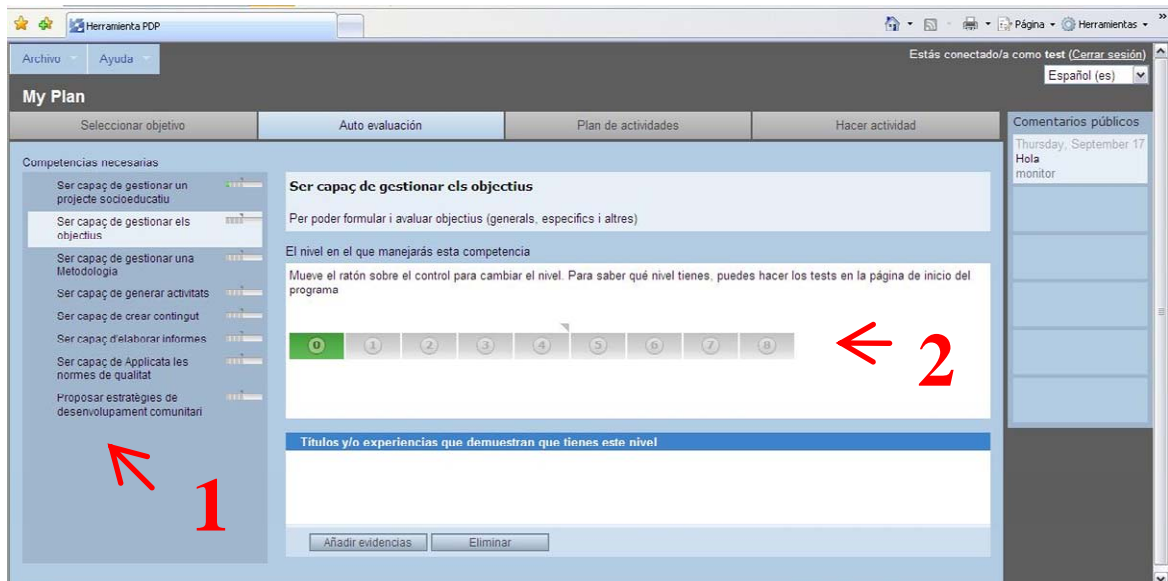 Herramienta PDP
Página
Herramientas
»
Archivo
Ayuda
Estás conectado/a como test (Cerrar sesión)
Español (es)
My Plan
Seleccionar objetivo
Auto evaluación
Plan de actividades
Hacer actividad
Comentarios públicos
Thursday, September 17
Hola
monitor
Competencias necesarias
Ser capaç de gestionar un
projecte socioeducatiu
Ser capaç de gestionar els
objectius
Ser capaç de gestionar una
Metodologia
Ser capaç de generar activitats
Ser capaç de crear contingut
Ser capaç d'elaborar informes
Ser capaç de Applicata les
normes de qualitat
Proposar estratègies de
desenvolupament comunitari
1
Ser capaç de gestionar els objectius
Per poder formular i avaluar objectius (generals, especifics i altres)
El nivel en el que manejarás esta competencia
Mueve el ratón sobre el control para cambiar el nivel. Para saber qué nivel tienes, puedes hacer los tests en la página de inicio del
programa
0 1 2 3 4 5 6 7 8
2
Títulos y/o experiencias que demuestran que tienes este nivel
Añadir evidencias
Eliminar